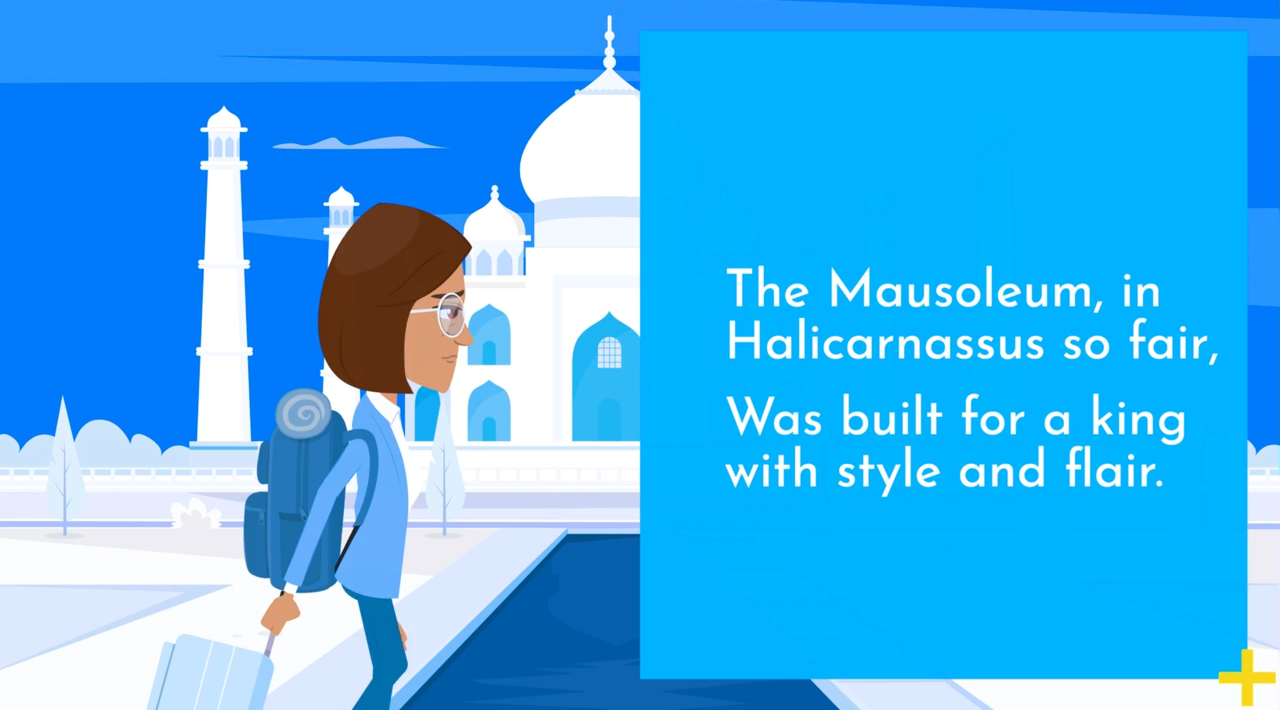 The Mausoleum, in
Halicarnassus so fair,
Was built for a king
with style and flair.